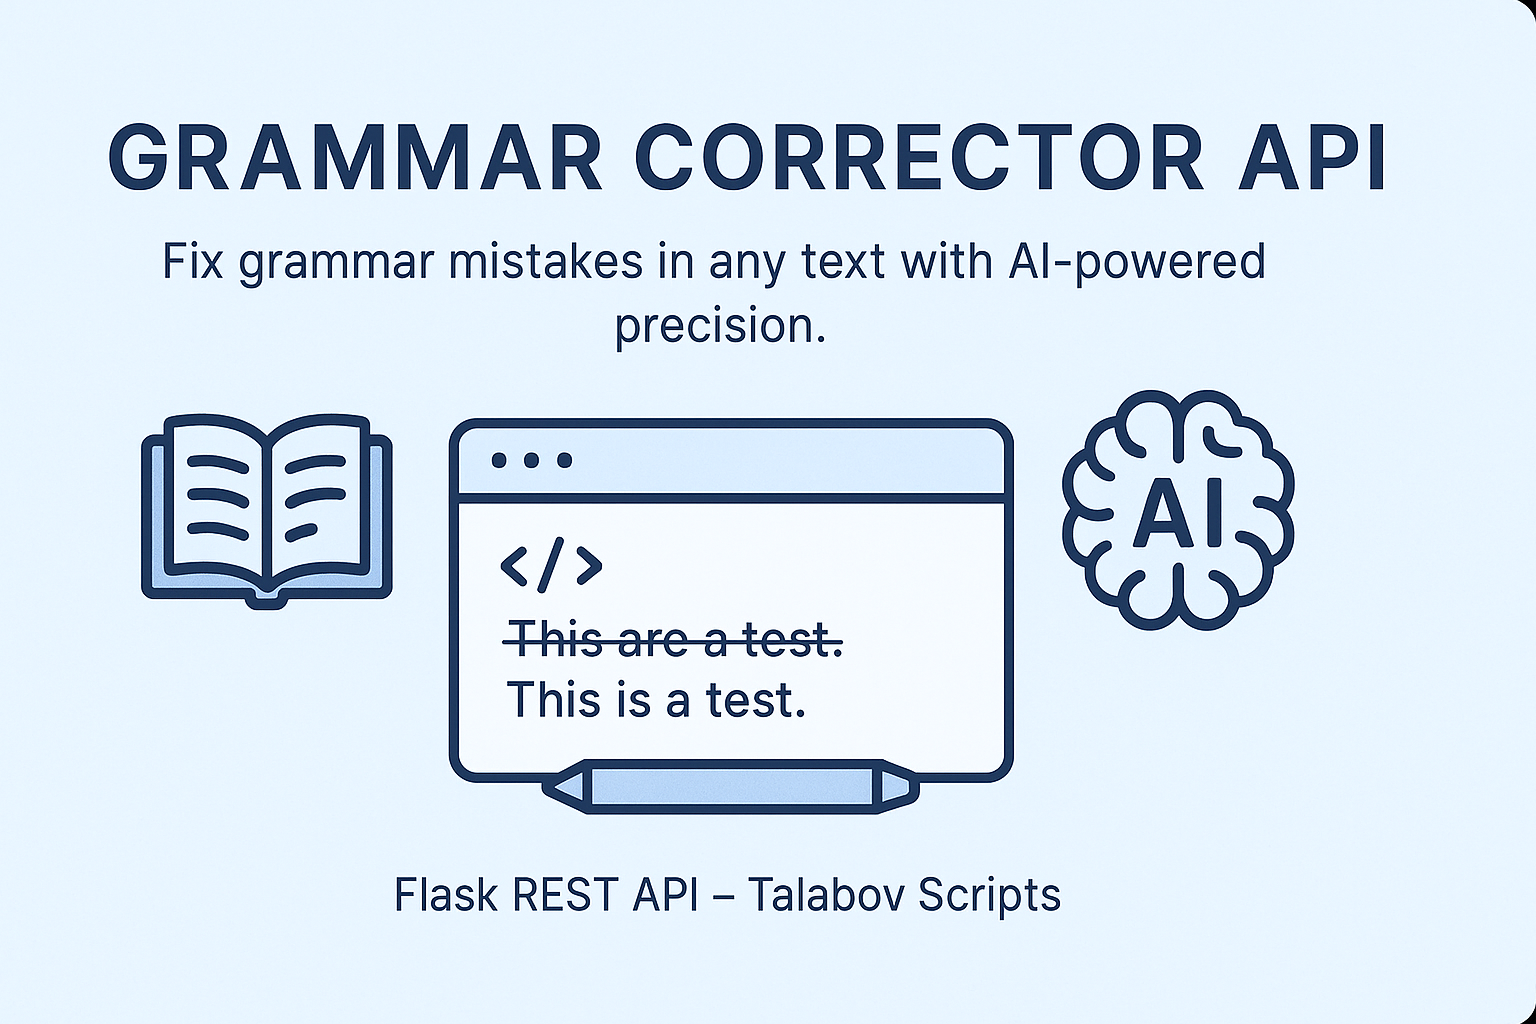 GRAMMAR CORRECTOR API
Fix grammar mistakes in any text with AI-powered
precision.
AI
</>
This are a test.
This is a test.
Flask REST API – Talabov Scripts